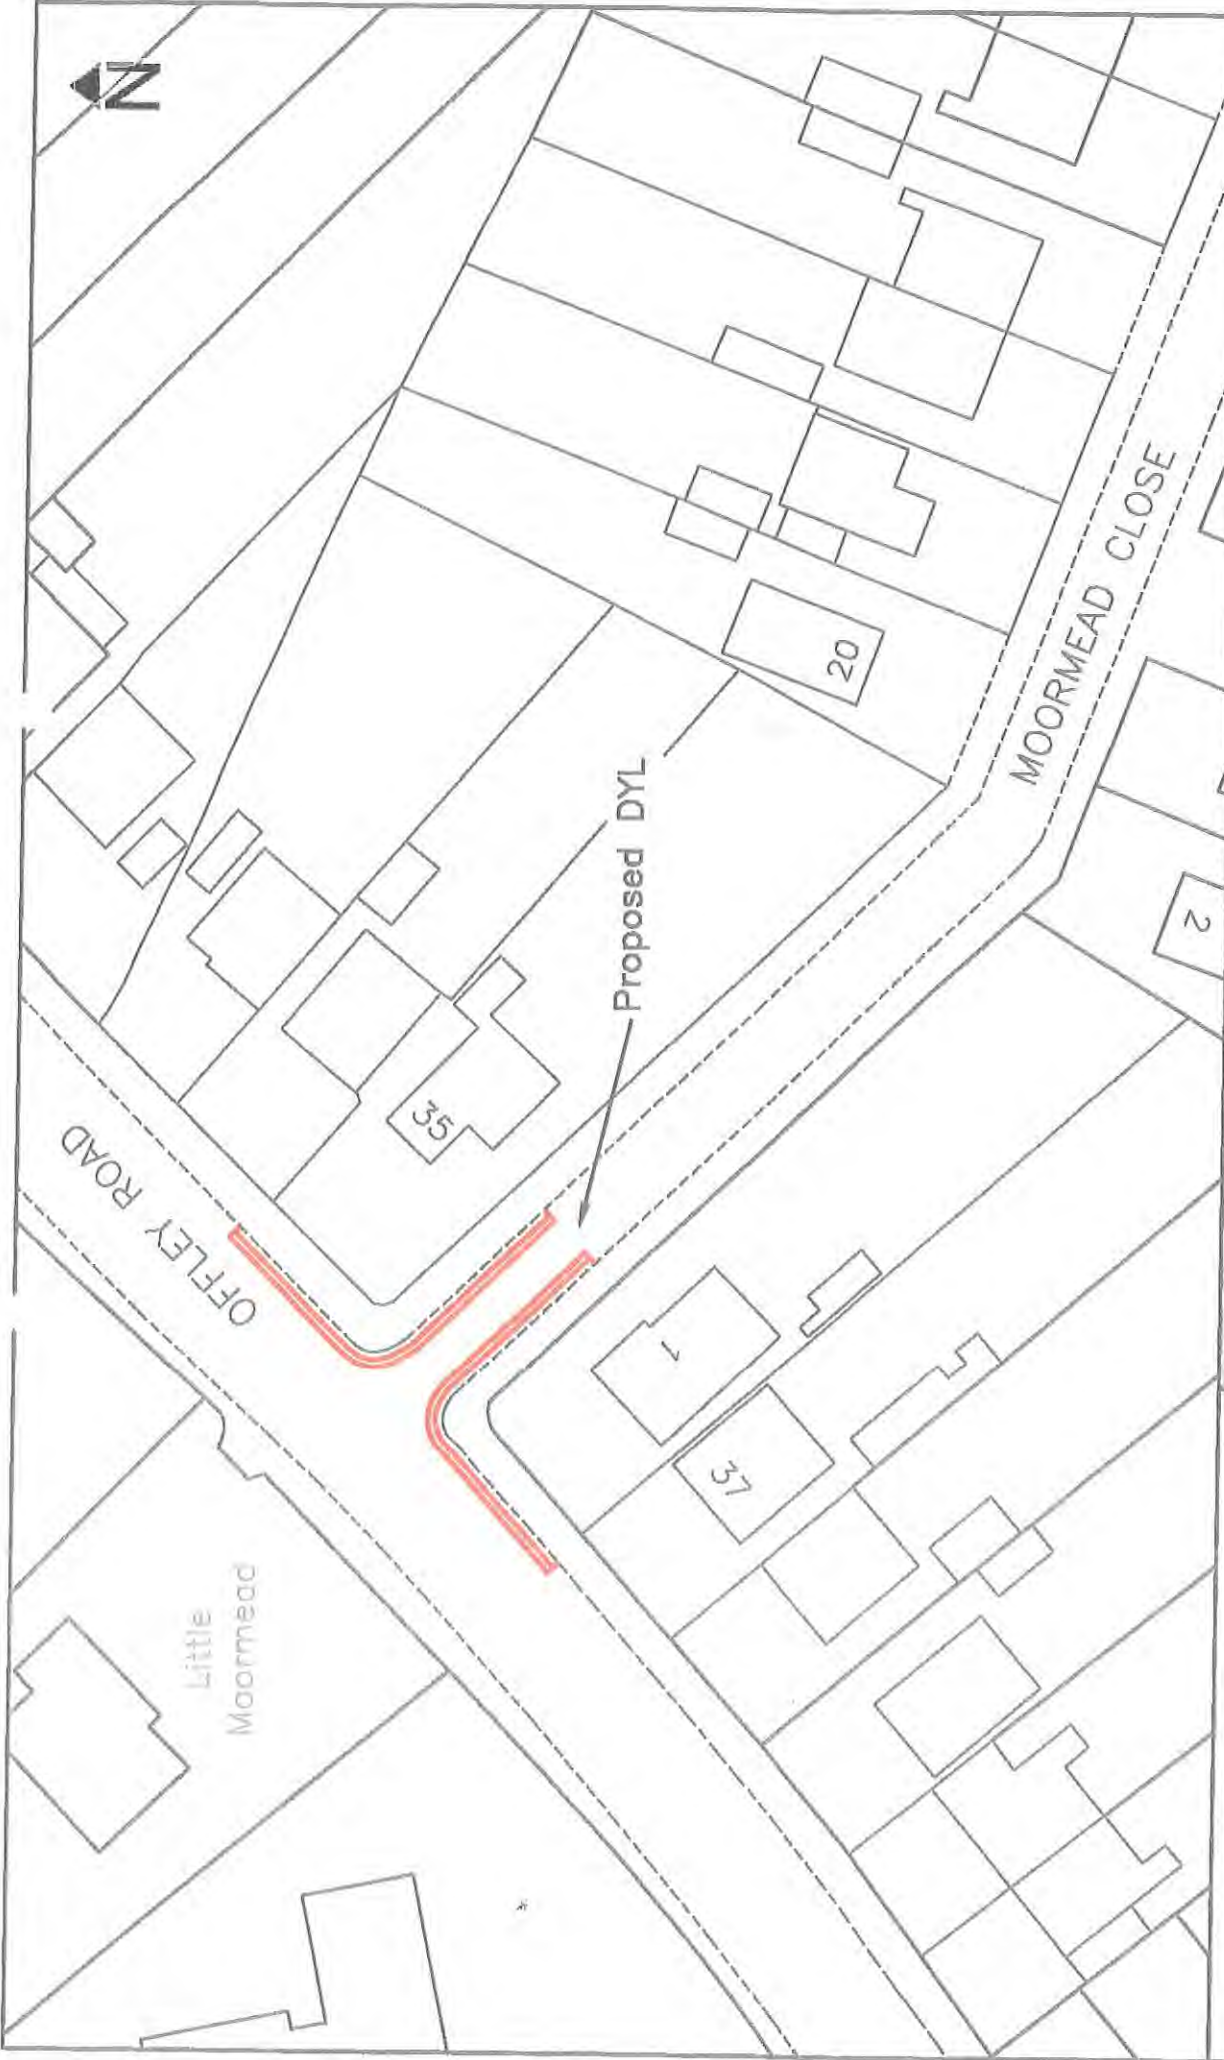 N
OFFLEY ROAD
35
Proposed DYL
20
MOORMEAD CLOSE
2
1
37
Little
Moormead